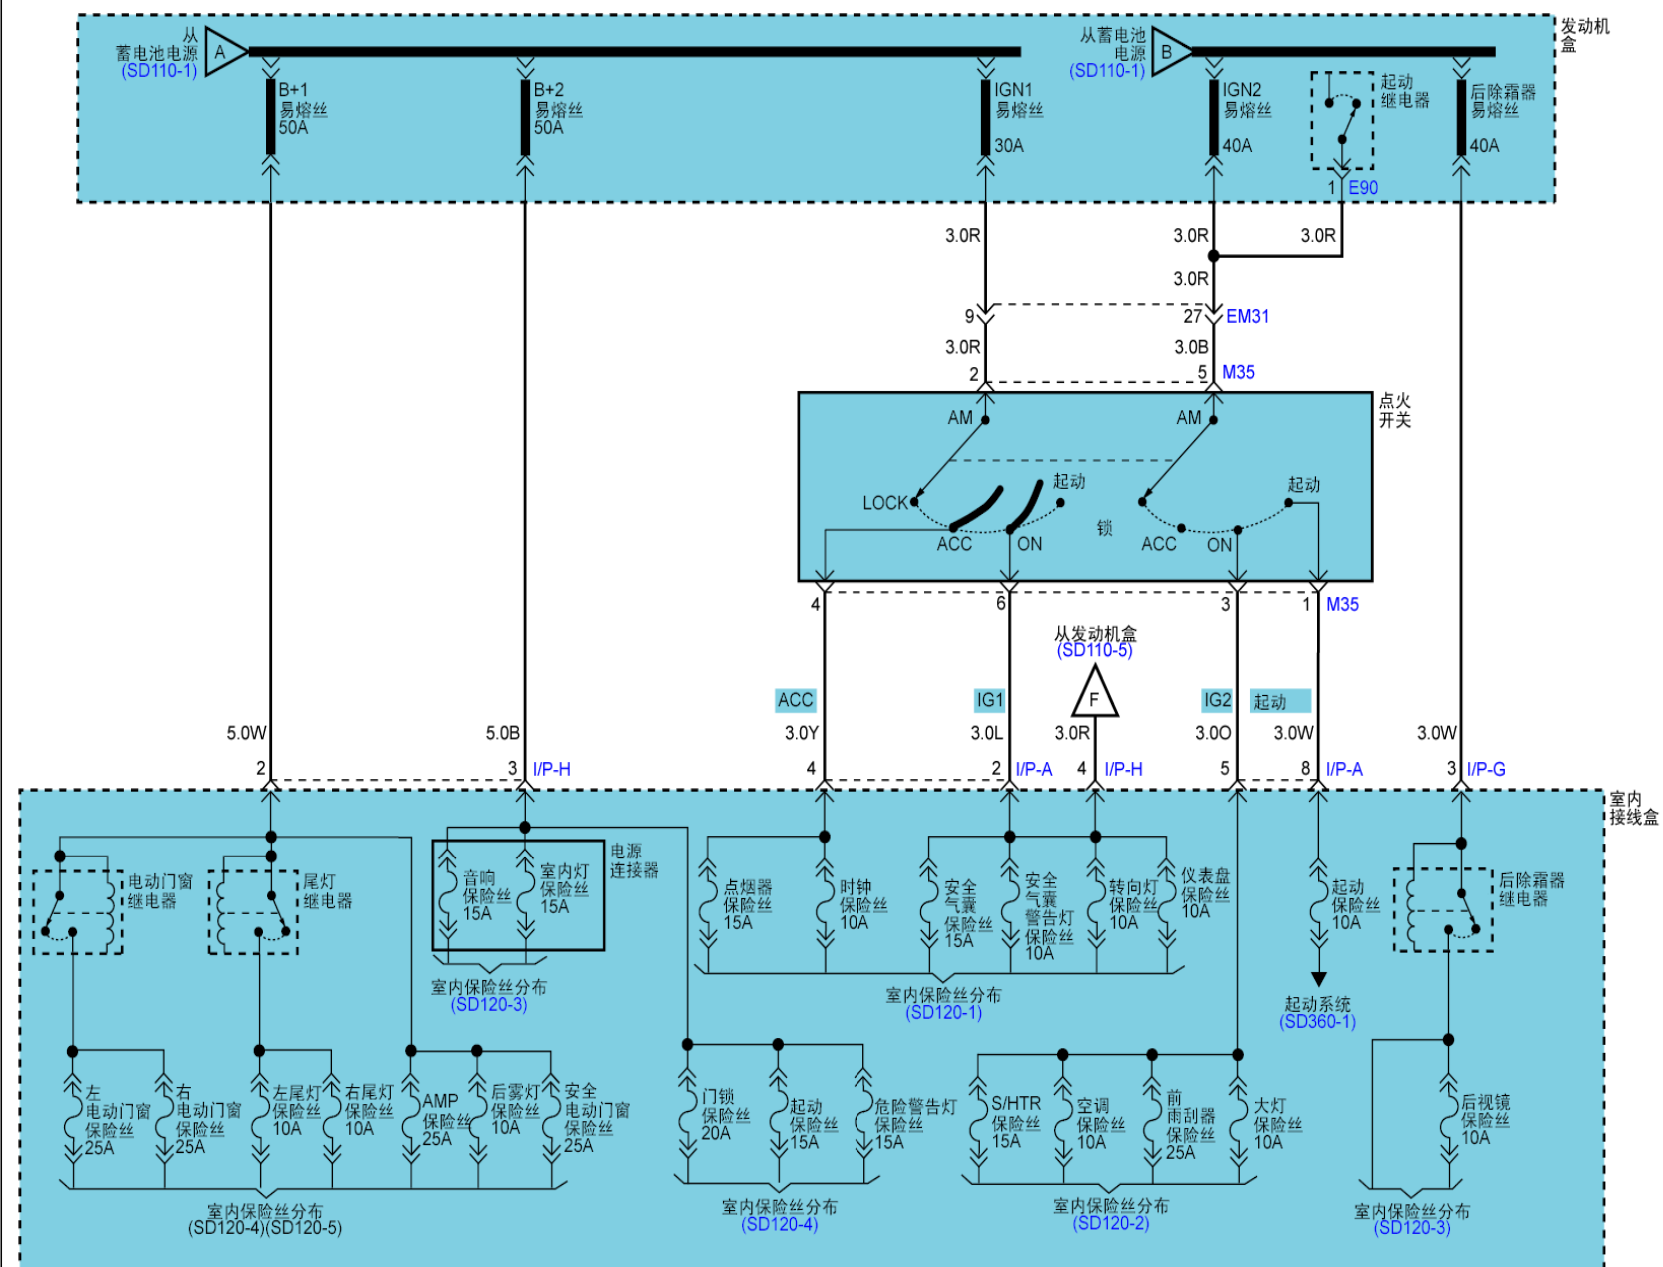 从
蓄电池电源
(SD110-1)
A
从蓄电池
电源
(SD110-1)
B
发动机
盒
B+1
易熔丝
50A
B+2
易熔丝
50A
IGN1
易熔丝
30A
IGN2
易熔丝
40A
起动
继电器
后除霜器
易熔丝
40A
1 E90
3.0R
3.0R
3.0R
3.0R
9
27 EM31
3.0R
3.0B
2
5 M35
点火
开关
AM
AM
LOCK
起动
ACC
ON
锁
起动
ACC
ON
4
6
3
1 M35
从发动机盒
(SD110-5)
F
ACC
IG1
IG2
起动
5.0W
5.0B
3.0Y
3.0L
3.0R
3.0O
3.0W
3.0W
2
3 I/P-H
4
2 I/P-A
4 I/P-H
5
8 I/P-A
3 I/P-G
室内
接线盒
电动门窗
继电器
尾灯
继电器
音响
保险丝
15A
室内灯
保险丝
15A
电源
连接器
点烟器
保险丝
15A
时钟
保险丝
10A
安全
气囊
保险丝
15A
安全
气囊
警告灯
保险丝
10A
转向灯
保险丝
10A
仪表盘
保险丝
10A
起动
保险丝
10A
后除霜器
继电器
室内保险丝分布
(SD120-3)
室内保险丝分布
(SD120-1)
起动系统
(SD360-1)
左
电动门窗
保险丝
25A
右
电动门窗
保险丝
25A
左尾灯
保险丝
10A
右尾灯
保险丝
10A
AMP
保险丝
25A
后雾灯
保险丝
10A
安全
电动门窗
保险丝
25A
门锁
保险丝
20A
起动
保险丝
15A
危险警告灯
保险丝
15A
S/HTR
保险丝
15A
空调
保险丝
10A
前
雨刮器
保险丝
25A
大灯
保险丝
10A
后视镜
保险丝
10A
室内保险丝分布
(SD120-4)(SD120-5)
室内保险丝分布
(SD120-4)
室内保险丝分布
(SD120-2)
室内保险丝分布
(SD120-3)